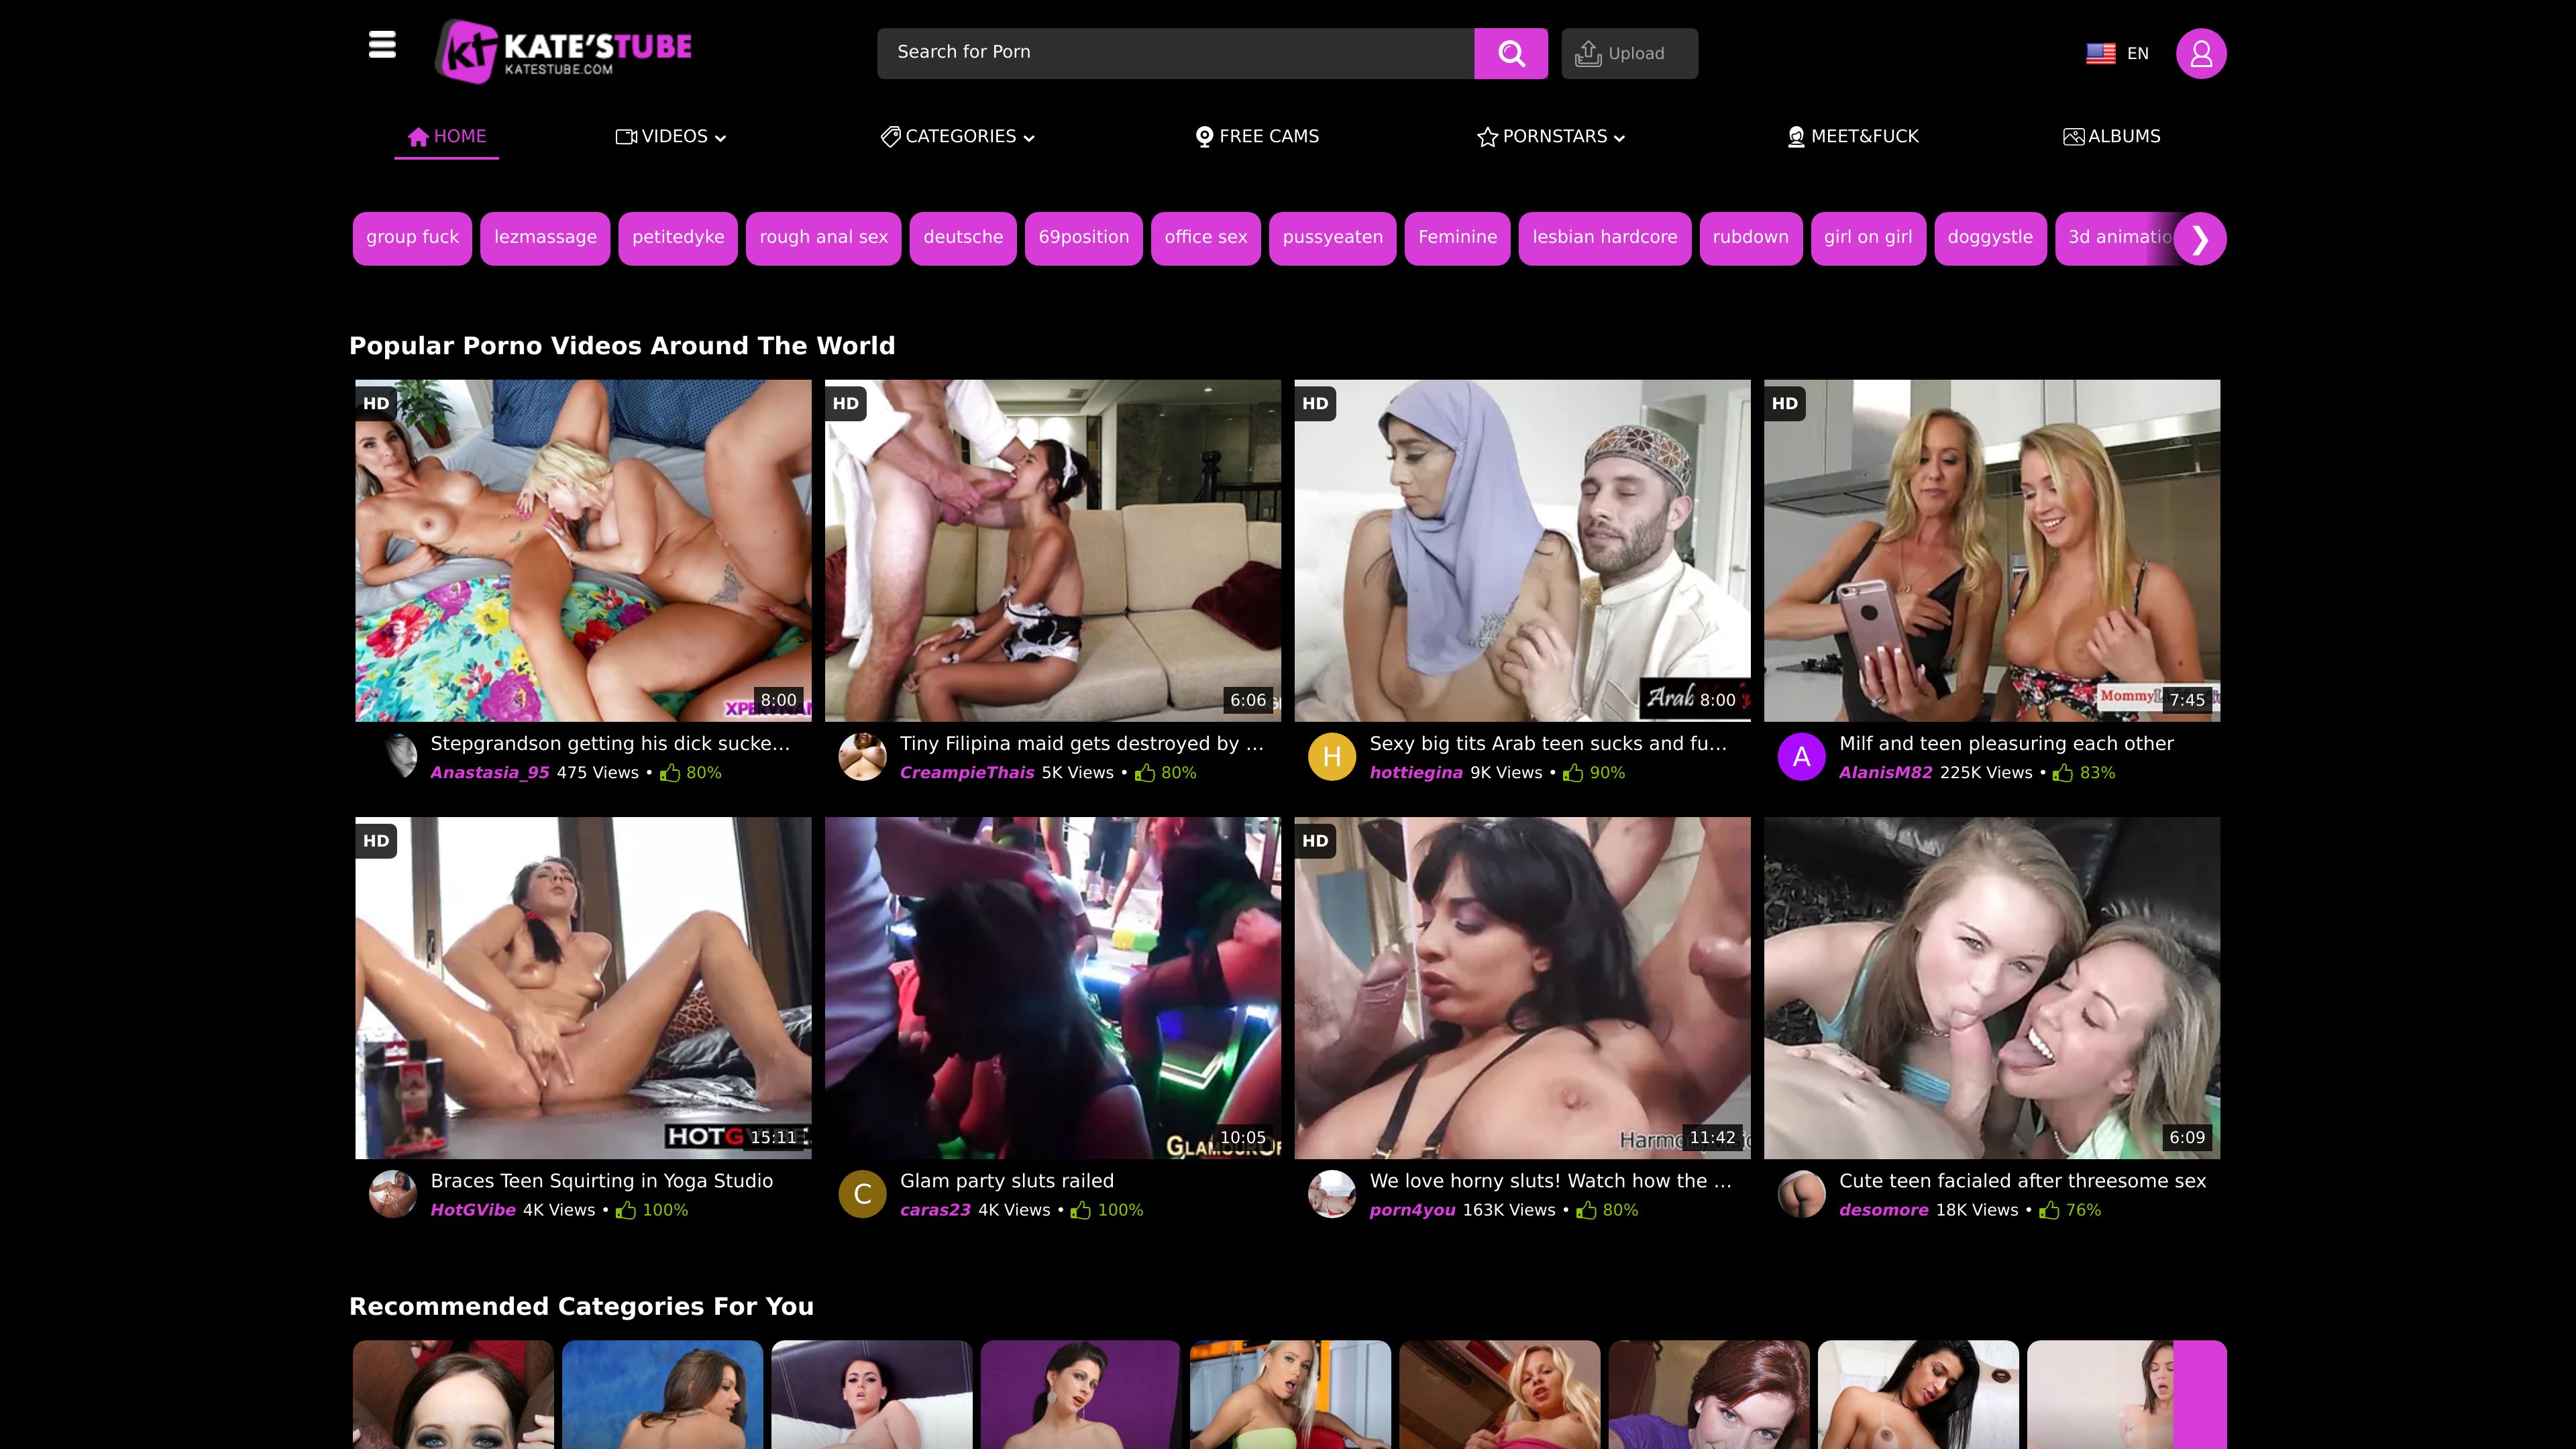 KATE'STUBE
KATESTUBE.COM
Search for Porn
Upload
EN
HOME
VIDEOS
CATEGORIES
FREE CAMS
PORNSTARS
MEET&FUCK
ALBUMS
group fuck
lezmassage
petitedyke
rough anal sex
deutsche
69position
office sex
pussyeaten
Feminine
lesbian hardcore
rubdown
girl on girl
doggystle
3d animatio
Popular Porno Videos Around The World
HD
8:00
Stepgrandson getting his dick sucke...
Anastasia_95 475 Views • 80%
HD
6:06
Tiny Filipina maid gets destroyed by ...
CreampieThais 5K Views • 80%
HD
Arab
8:00
H
Sexy big tits Arab teen sucks and fu...
hottiegina 9K Views • 90%
HD
Mommy
7:45
A
Milf and teen pleasuring each other
AlanisM82 225K Views • 83%
HD
HOTG
15:11
Braces Teen Squirting in Yoga Studio
HotGVibe 4K Views • 100%
10:05
C
Glam party sluts railed
caras23 4K Views • 100%
HD
11:42
We love horny sluts! Watch how the ...
porn4you 163K Views • 80%
6:09
Cute teen facialed after threesome sex
desomore 18K Views • 76%
Recommended Categories For You